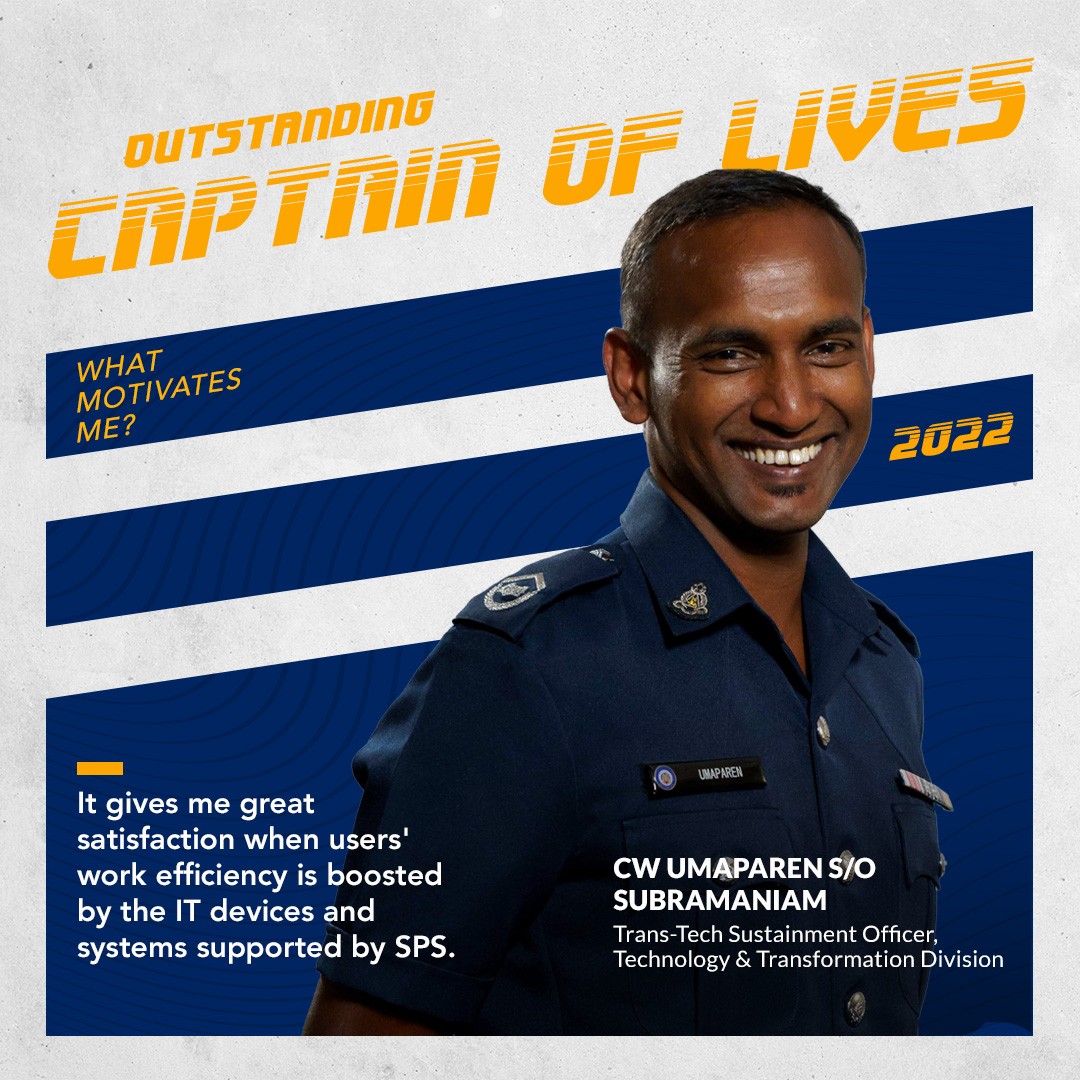 OUTSTANDING
CAPTAIN OF LIVES
WHAT
MOTIVATES
ME?
2022
UMAPAREN
It gives me great
satisfaction when users'
work efficiency is boosted
by the IT devices and
systems supported by SPS.
CW UMAPAREN S/O
SUBRAMANIAM
Trans-Tech Sustainment Officer,
Technology & Transformation Division